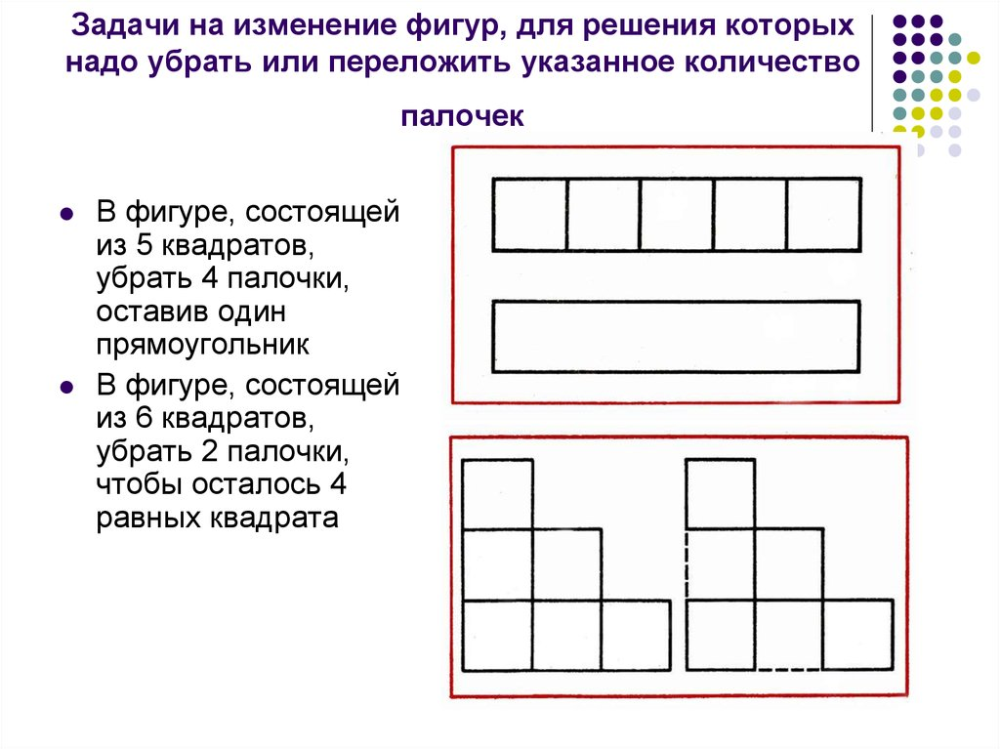 Задачи на изменение фигур, для решения которых
надо убрать или переложить указанное количество
палочек
В фигуре, состоящей
из 5 квадратов,
убрать 4 палочки,
оставив один
прямоугольник
В фигуре, состоящей
из 6 квадратов,
убрать 2 палочки,
чтобы осталось 4
равных квадрата